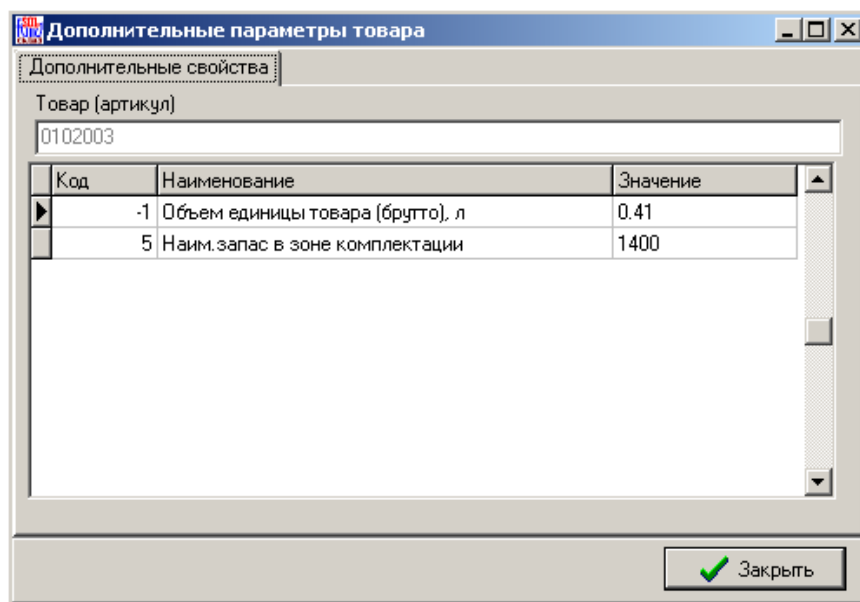 Дополнительные параметры товара
Дополнительные свойства
Товар (артикул)
0102003
Код Наименование Значение
-1 Объем единицы товара (брутто), л 0.41
5 Наим.запас в зоне комплектации 1400
Закрыть